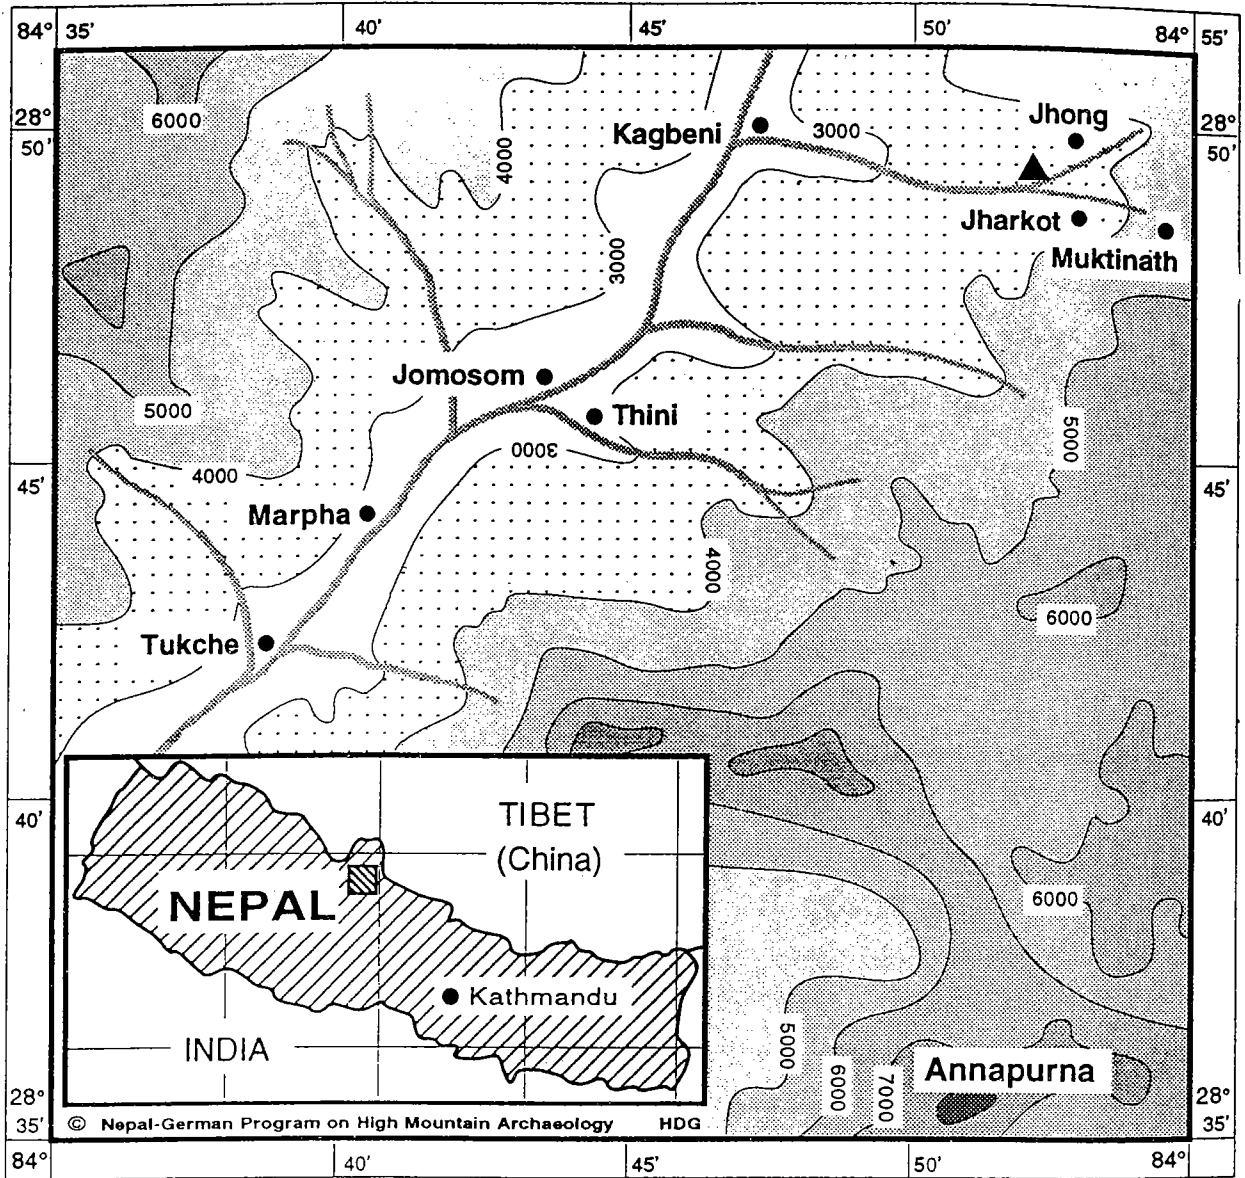 84° 35' 40' 45' 50' 84° 55'
6000
28° 50'
Kagbeni
3000
Jhong
28° 50'
4000
Jharkot
Muktinath
3000
Jomosom
5000
Thini
5000
3000
4000
45'
45'
Marpha
4000
6000
Tukche
40'
40'
TIBET
(China)
NEPAL
6000
Kathmandu
INDIA
5000
6000
7000
Annapurna
28° 35'
28° 35'
© Nepal-German Program on High Mountain Archaeology HDG
84° 40' 45' 50' 84°